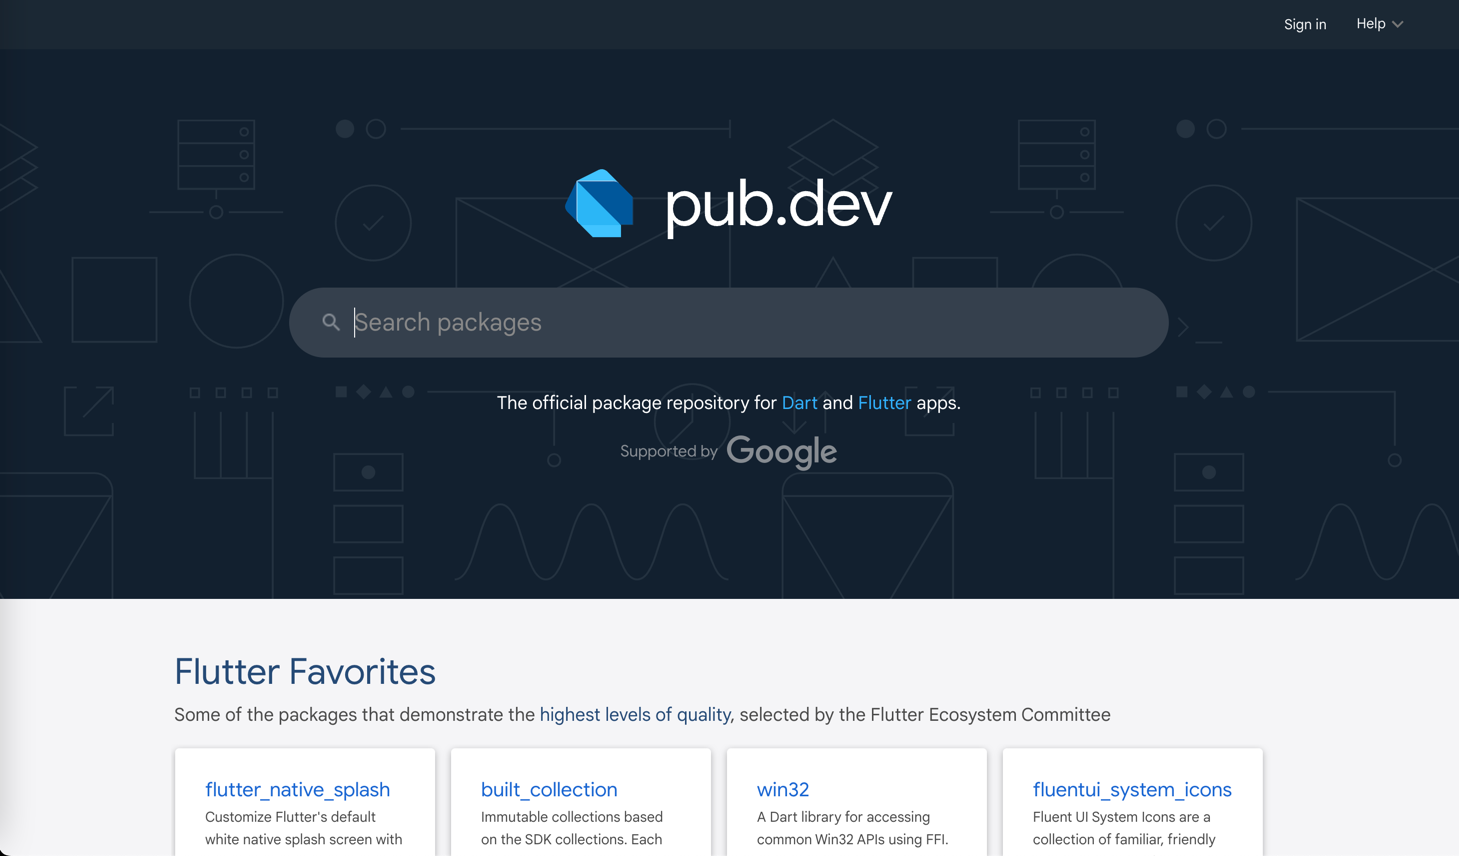 Sign in
Help
pub.dev
Search packages
The official package repository for Dart and Flutter apps.
Supported by Google
Flutter Favorites
Some of the packages that demonstrate the highest levels of quality, selected by the Flutter Ecosystem Committee
flutter_native_splash
Customize Flutter's default
white native splash screen with
built_collection
Immutable collections based
on the SDK collections. Each
win32
A Dart library for accessing
common Win32 APIs using FFI.
fluentui_system_icons
Fluent UI System Icons are a
collection of familiar, friendly